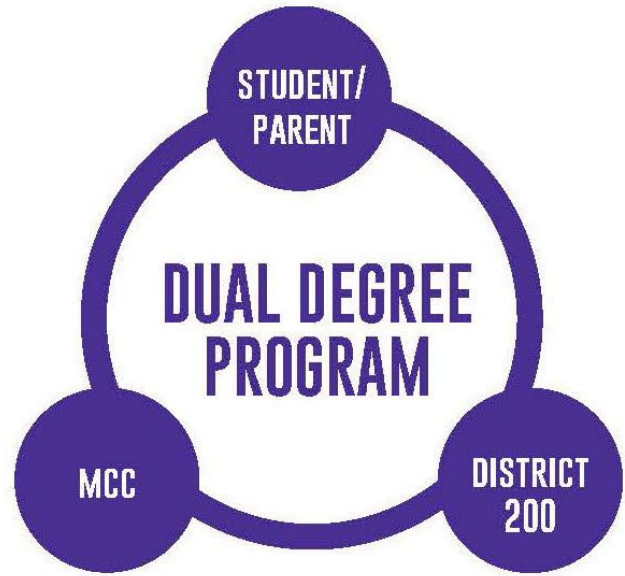 STUDENT/
PARENT
DUAL DEGREE
PROGRAM
MCC
DISTRICT
200